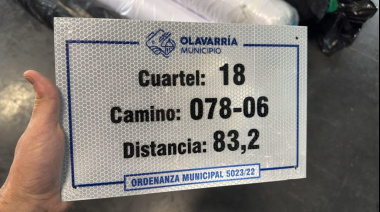 OLAVARRÍA
MUNICIPIO
Cuartel: 18
Camino: 078-06
Distancia: 83,2
ORDENANZA MUNICIPAL 5023/22